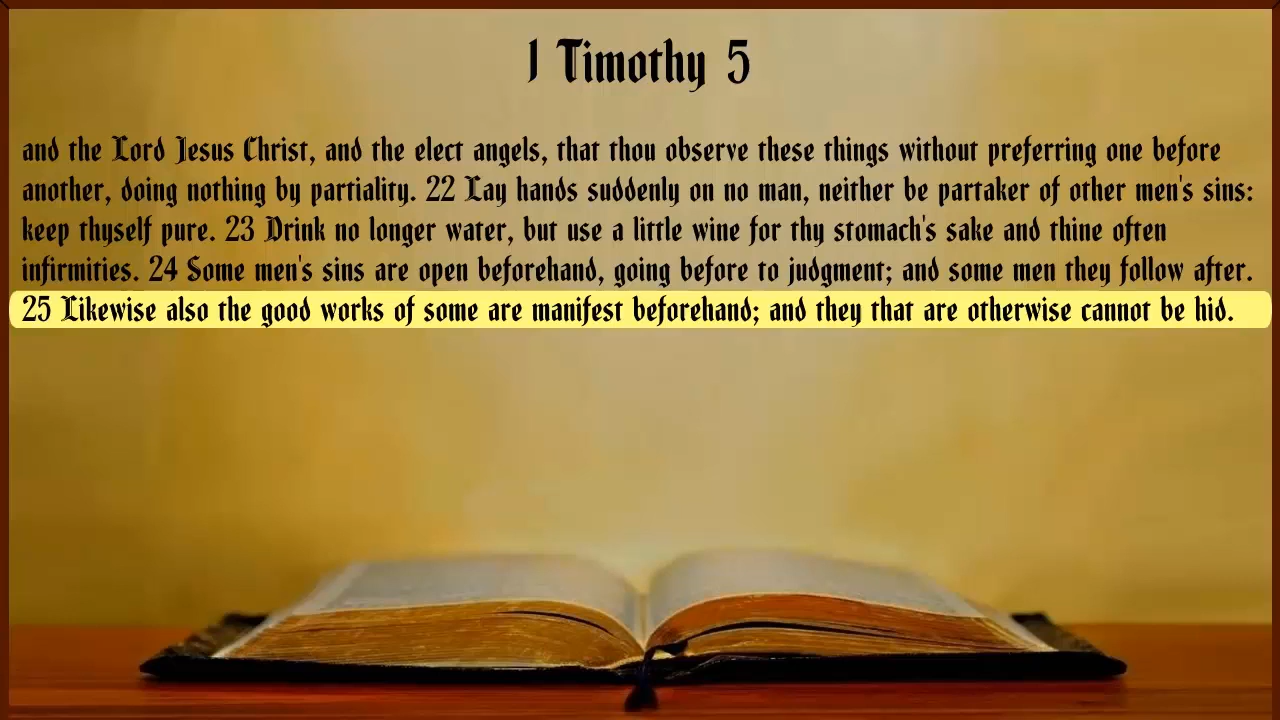 1 Timothy 5
and the Lord Jesus Christ, and the elect angels, that thou observe these things without preferring one before
another, doing nothing by partiality. 22 Lay hands suddenly on no man, neither be partaker of other men's sins:
keep thyself pure. 23 Drink no longer water, but use a little wine for thy stomach's sake and thine often
infirmities. 24 Some men's sins are open beforehand, going before to judgment; and some men they follow after.
25 Likewise also the good works of some are manifest beforehand; and they that are otherwise cannot be hid.